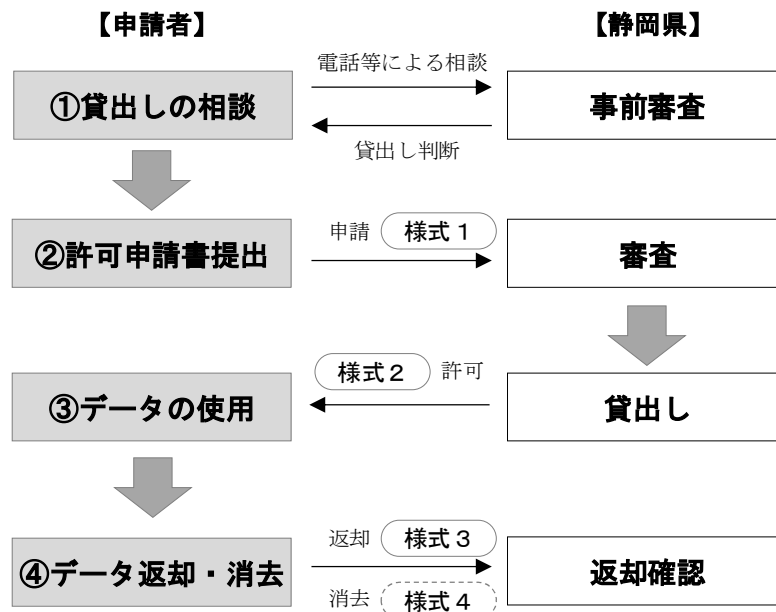 【申請者】
【静岡県】
電話等による相談
①貸出しの相談
事前審査
貸出し判断
②許可申請書提出
申請 様式１
審査
様式２ 許可
③データの使用
貸出し
返却 様式３
④データ返却・消去
返却確認
消去 様式４